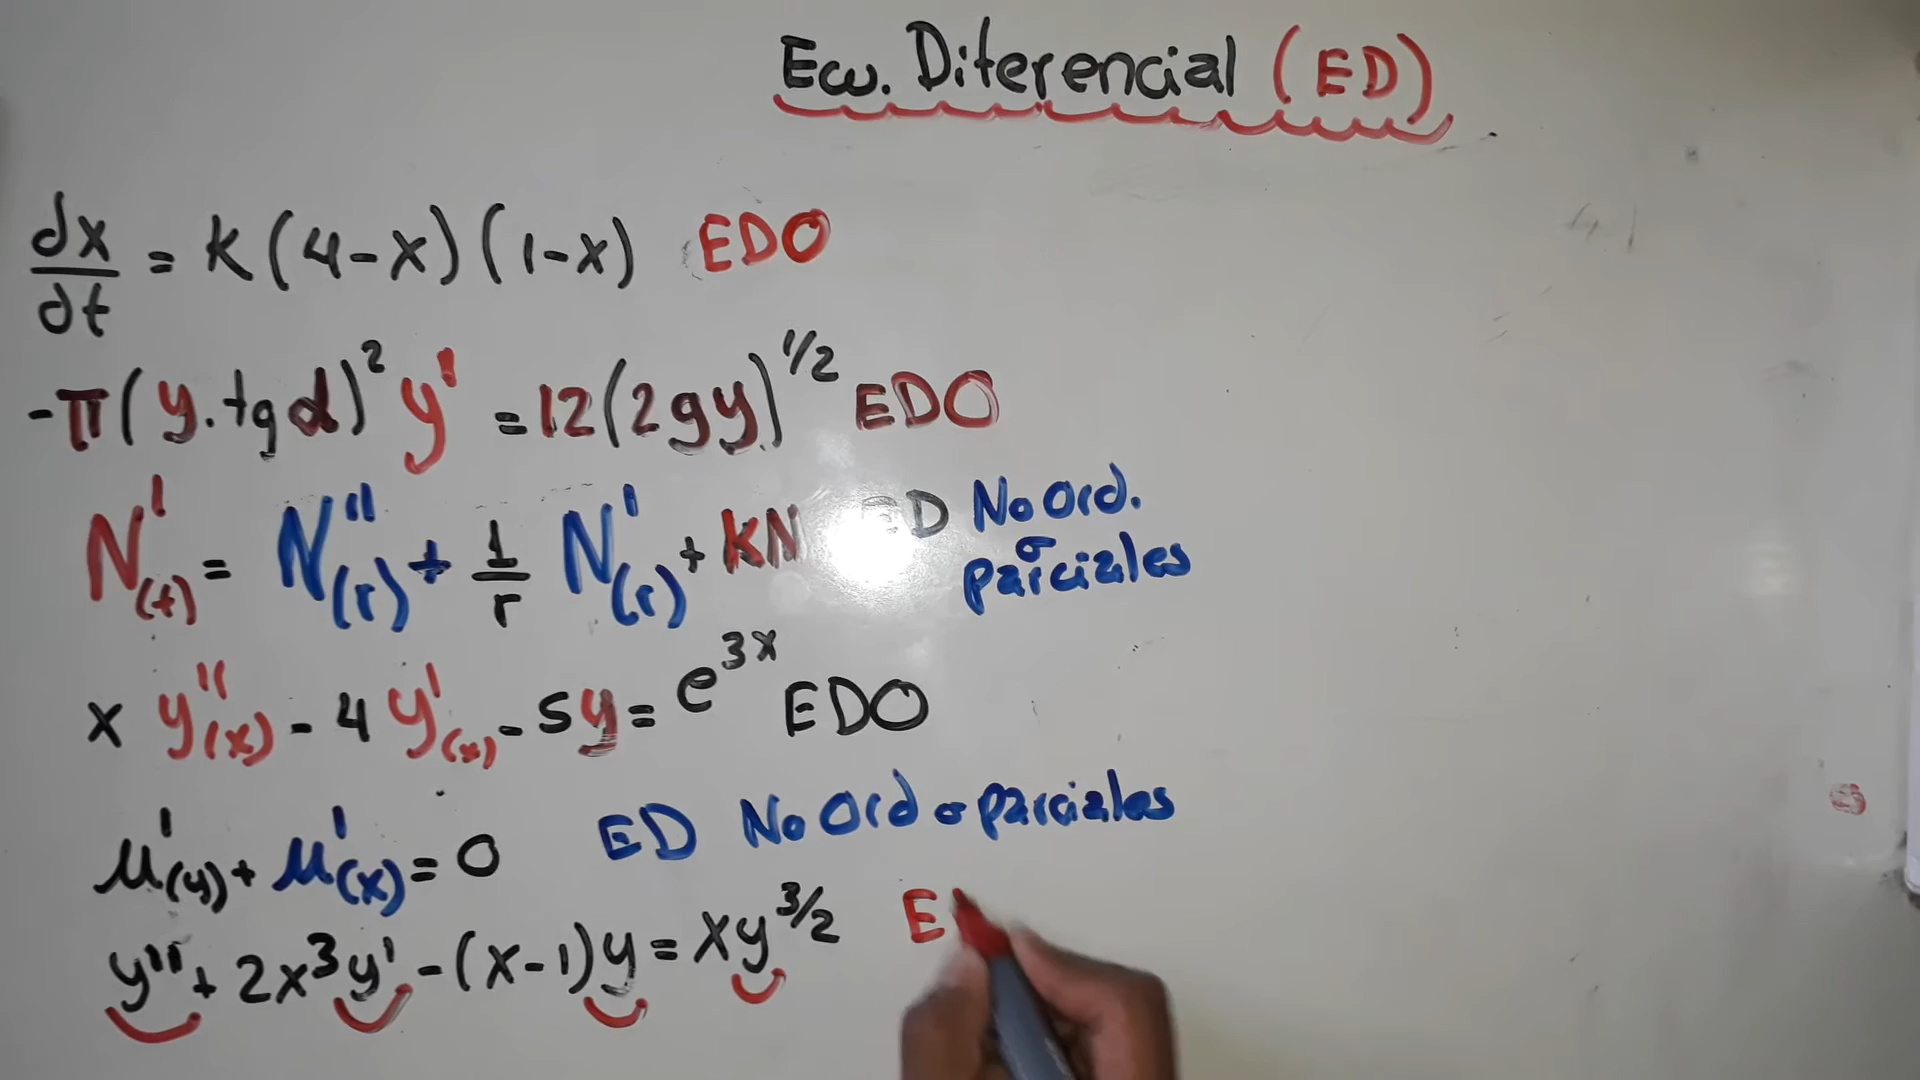 Ecu. Diferencial (ED)
dx/dt = K(4-x)(1-x) EDO
-π(y.tgα)² y' = 12(2gy)^1/2 EDO
N'(t) = N''(r) + 1/r N'(r) + KN ED No Ord. o parciales
x y''(x) - 4 y'(x) - 5y = e^3x EDO
μ'(y) + μ'(x) = 0 ED No Ord o parciales
y''' + 2x³y' - (x-1)y = xy^3/2 E